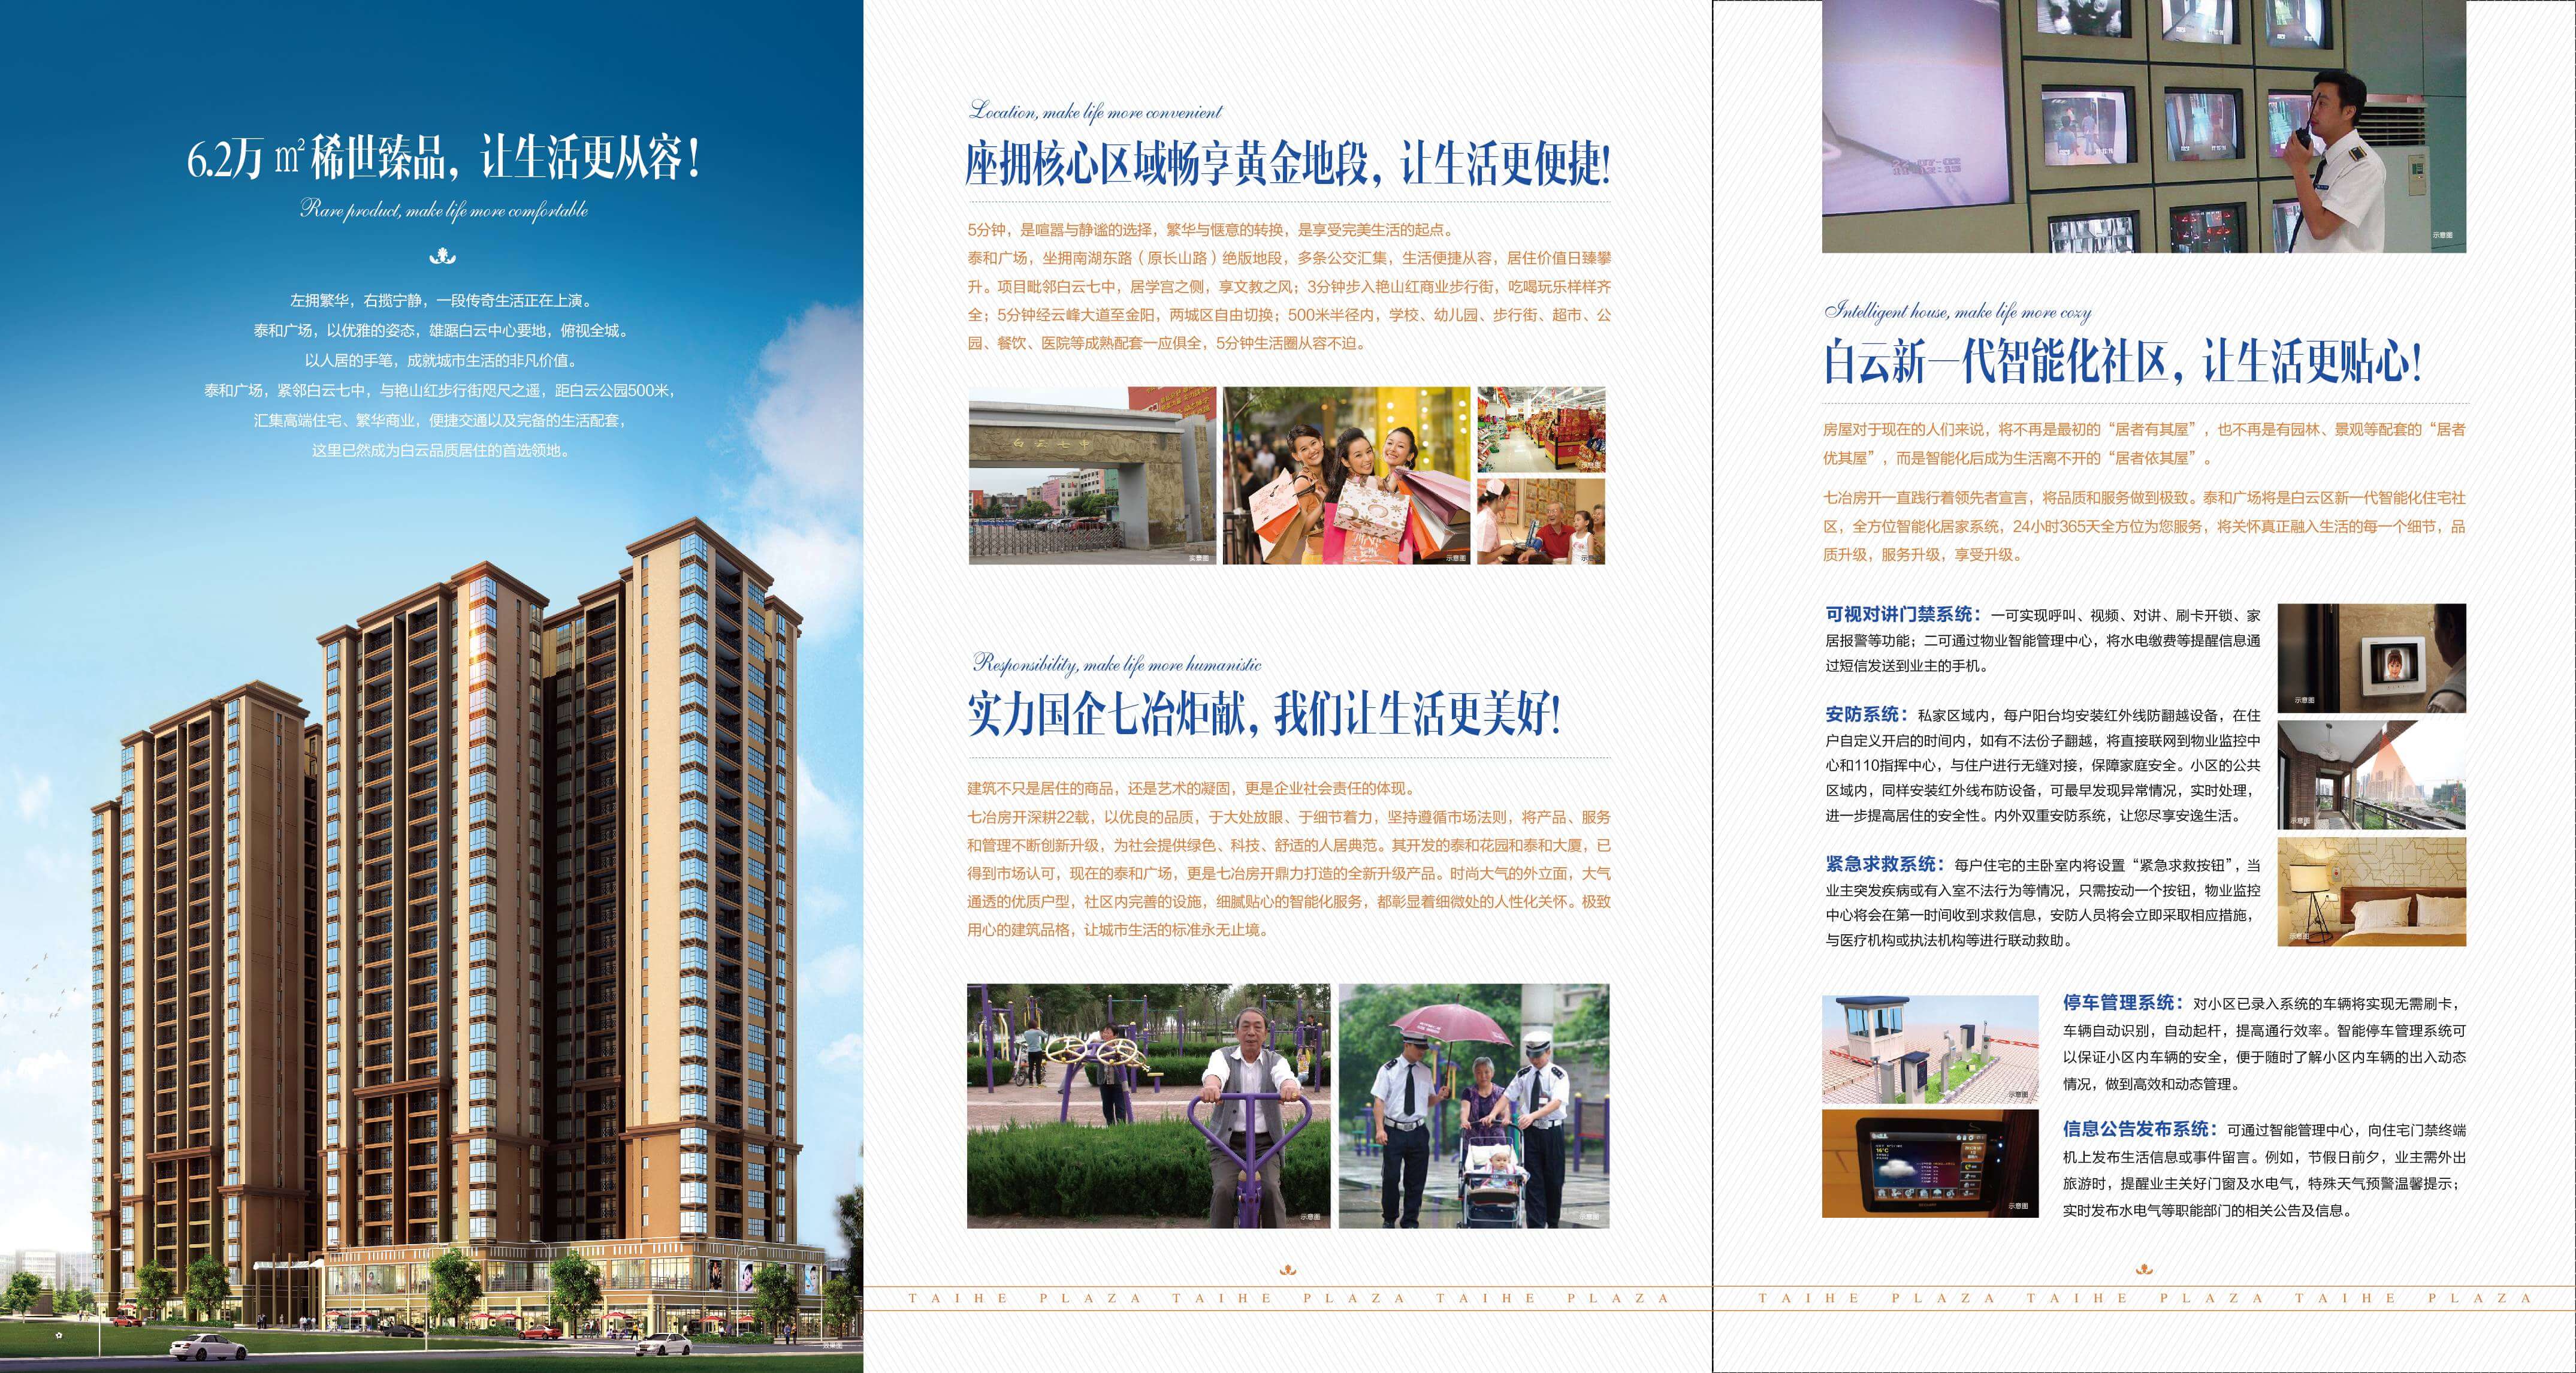 6.2万㎡稀世臻品，让生活更从容！
Rare product, make life more comfortable
左拥繁华，右揽宁静，一段传奇生活正在上演。
泰和广场，以优雅的姿态，雄踞白云中心要地，俯视全城。
以人居的手笔，成就城市生活的非凡价值。
泰和广场，紧邻白云七中，与艳山红步行街咫尺之遥，距白云公园500米，
汇集高端住宅、繁华商业，便捷交通以及完备的生活配套，
这里已然成为白云品质居住的首选领地。
效果图
Location, make life more convenient
座拥核心区域畅享黄金地段，让生活更便捷!
5分钟，是喧嚣与静谧的选择，繁华与惬意的转换，是享受完美生活的起点。
泰和广场，坐拥南湖东路（原长山路）绝版地段，多条公交汇集，生活便捷从容，居住价值日臻攀
升。项目毗邻白云七中，居学宫之侧，享文教之风；3分钟步入艳山红商业步行街，吃喝玩乐样样齐
全；5分钟经云峰大道至金阳，两城区自由切换；500米半径内，学校、幼儿园、步行街、超市、公
园、餐饮、医院等成熟配套一应俱全，5分钟生活圈从容不迫。
白云七中
实景图
示意图
示意图
示意图
Responsibility, make life more humanistic
实力国企七冶炬献，我们让生活更美好!
建筑不只是居住的商品，还是艺术的凝固，更是企业社会责任的体现。
七冶房开深耕22载，以优良的品质，于大处放眼、于细节着力，坚持遵循市场法则，将产品、服务
和管理不断创新升级，为社会提供绿色、科技、舒适的人居典范。其开发的泰和花园和泰和大厦，已
得到市场认可，现在的泰和广场，更是七冶房开鼎力打造的全新升级产品。时尚大气的外立面，大气
通透的优质户型，社区内完善的设施，细腻贴心的智能化服务，都彰显着细微处的人性化关怀。极致
用心的建筑品格，让城市生活的标准永无止境。
示意图
示意图
TAIHE PLAZA TAIHE PLAZA TAIHE PLAZA
示意图
Intelligent house, make life more cozy
白云新一代智能化社区，让生活更贴心!
房屋对于现在的人们来说，将不再是最初的“居者有其屋”，也不再是有园林、景观等配套的“居者
优其屋”，而是智能化后成为生活离不开的“居者依其屋”。
七冶房开一直践行着领先者宣言，将品质和服务做到极致。泰和广场将是白云区新一代智能化住宅社
区，全方位智能化居家系统，24小时365天全方位为您服务，将关怀真正融入生活的每一个细节，品
质升级，服务升级，享受升级。
可视对讲门禁系统：一可实现呼叫、视频、对讲、刷卡开锁、家
居报警等功能；二可通过物业智能管理中心，将水电缴费等提醒信息通
过短信发送到业主的手机。
示意图
安防系统：私家区域内，每户阳台均安装红外线防翻越设备，在住
户自定义开启的时间内，如有不法份子翻越，将直接联网到物业监控中
心和110指挥中心，与住户进行无缝对接，保障家庭安全。小区的公共
区域内，同样安装红外线布防设备，可最早发现异常情况，实时处理，
进一步提高居住的安全性。内外双重安防系统，让您尽享安逸生活。
示意图
紧急求救系统：每户住宅的主卧室内将设置“紧急求救按钮”，当
业主突发疾病或有入室不法行为等情况，只需按动一个按钮，物业监控
中心将会在第一时间收到求救信息，安防人员将会立即采取相应措施，
与医疗机构或执法机构等进行联动救助。
示意图
停车管理系统：对小区已录入系统的车辆将实现无需刷卡，
车辆自动识别，自动起杆，提高通行效率。智能停车管理系统可
以保证小区内车辆的安全，便于随时了解小区内车辆的出入动态
情况，做到高效和动态管理。
示意图
信息公告发布系统：可通过智能管理中心，向住宅门禁终端
机上发布生活信息或事件留言。例如，节假日前夕，业主需外出
旅游时，提醒业主关好门窗及水电气，特殊天气预警温馨提示；
实时发布水电气等职能部门的相关公告及信息。
示意图
TAIHE PLAZA TAIHE PLAZA TAIHE PLAZA